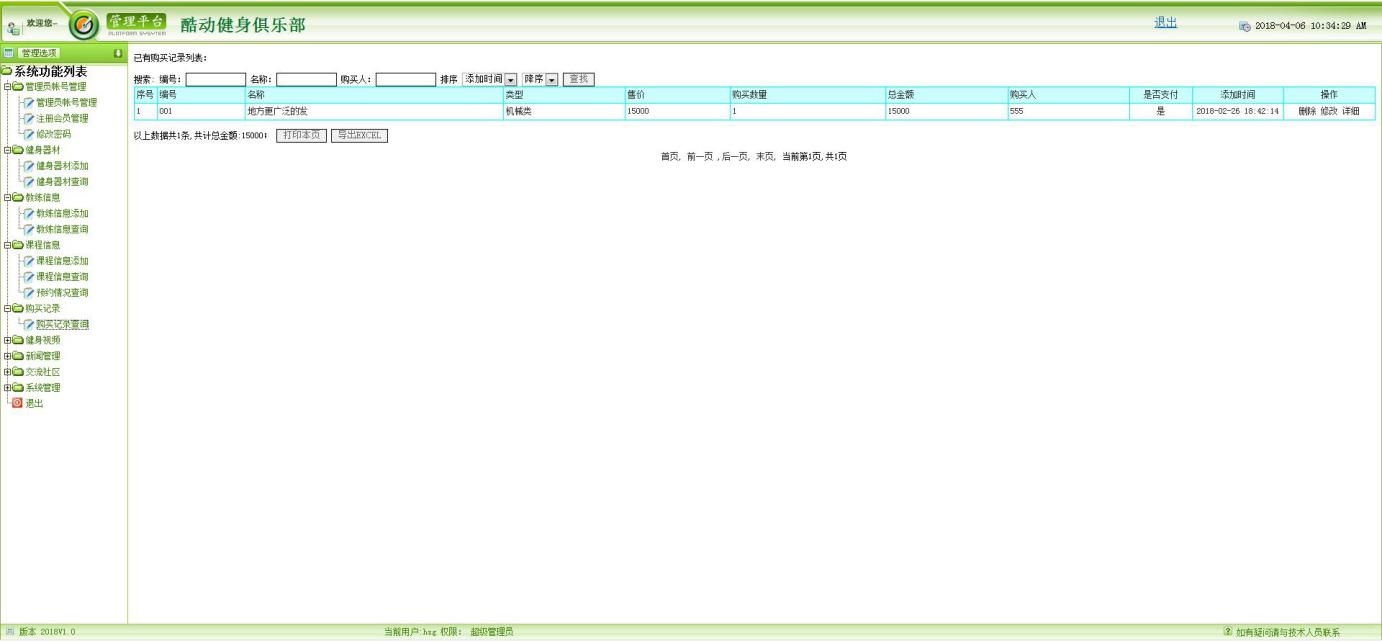 欢迎您-
管理平台
PLATFORM SYSYTEM
酷动健身俱乐部
退出
2018-04-06 10:34:29 AM
管理选项
系统功能列表
管理员帐号管理
管理员帐号管理
注册会员管理
修改密码
健身器材
健身器材添加
健身器材查询
教练信息
教练信息添加
教练信息查询
课程信息
课程信息添加
课程信息查询
预约情况查询
购买记录
购买记录查询
健身视频
新闻管理
交流社区
系统管理
退出
已有购买记录列表:
搜索: 编号: 名称: 购买人: 排序 添加时间 降序 查找
序号 编号 名称 类型 售价 购买数量 总金额 购买人 是否支付 添加时间 操作
1 001 地方更广泛的发 机械类 15000 1 15000 555 是 2018-02-26 18:42:14 删除 修改 详细
以上数据共1条,共计总金额:15000; 打印本页 导出EXCEL
首页, 前一页 ,后一页, 末页, 当前第1页,共1页
版本 2018V1.0
当前用户:hsg 权限: 超级管理员
如有疑问请与技术人员联系